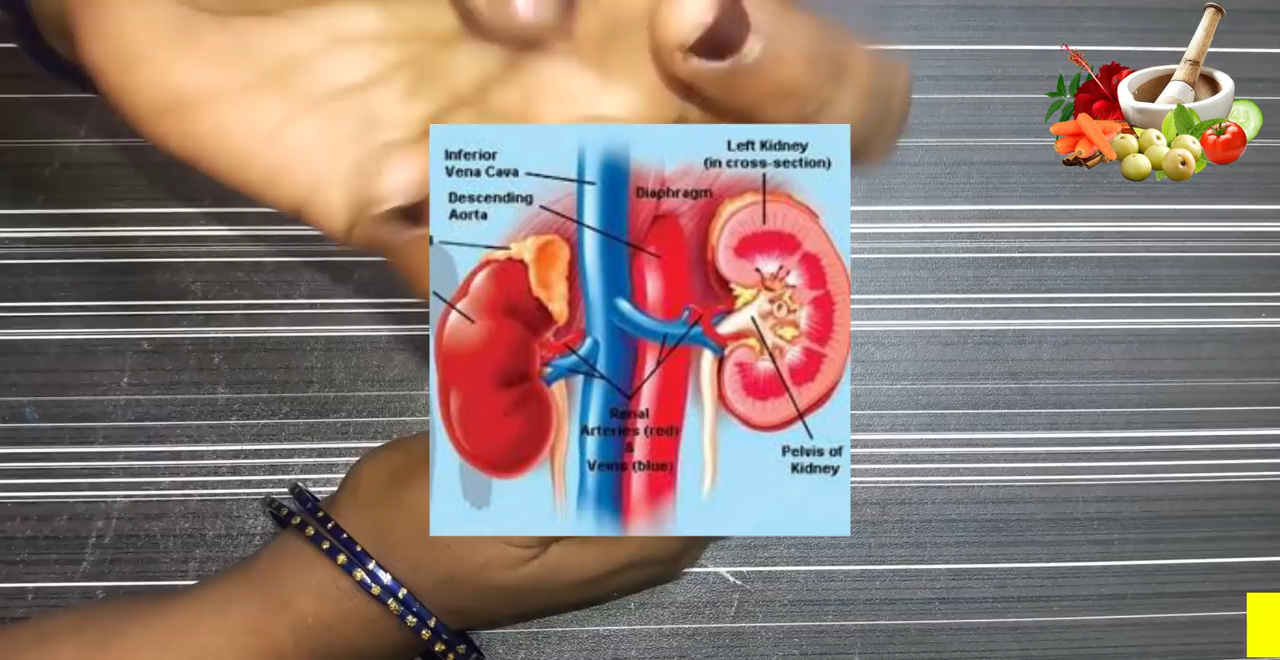 Inferior
Vena Cava
Descending
Aorta
Diaphragm
Left Kidney
(in cross-section)
Renal
Arteries (red)
&
Veins (blue)
Pelvis of
Kidney